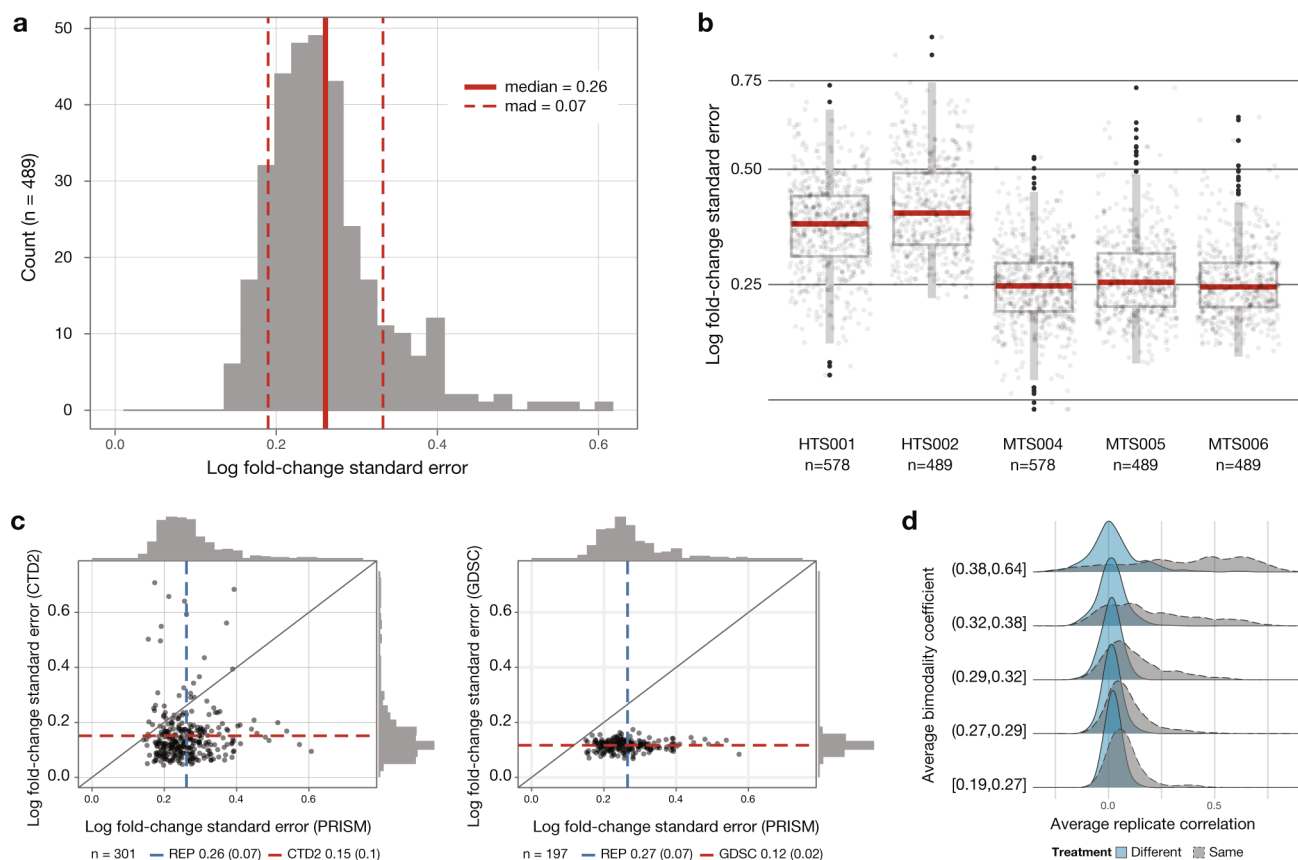 a
50
40
30
20
10
0
Count (n = 489)
median = 0.26
mad = 0.07
0.0 0.2 0.4 0.6
Log fold-change standard error
b
0.75
0.50
0.25
Log fold-change standard error
HTS001 HTS002 MTS004 MTS005 MTS006
n=578 n=489 n=578 n=489 n=489
c
Log fold-change standard error (CTD2)
0.6
0.4
0.2
0.0
0.0 0.2 0.4 0.6
Log fold-change standard error (PRISM)
n = 301 REP 0.26 (0.07) CTD2 0.15 (0.1)
Log fold-change standard error (GDSC)
0.6
0.4
0.2
0.0
0.0 0.2 0.4 0.6
Log fold-change standard error (PRISM)
n = 197 REP 0.27 (0.07) GDSC 0.12 (0.02)
d
Average bimodality coefficient
(0.38,0.64]
(0.32,0.38]
(0.29,0.32]
(0.27,0.29]
[0.19,0.27]
0.0 0.5
Average replicate correlation
Treatment Different Same